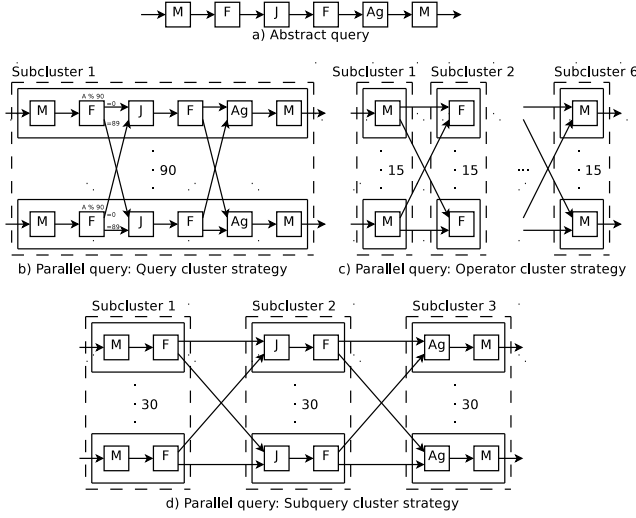 M F J F Ag M
a) Abstract query
Subcluster 1
A % 90
=0
=89
M F J F Ag M
90
A % 90
=0
=89
M F J F Ag M
b) Parallel query: Query cluster strategy
Subcluster 1 Subcluster 2 Subcluster 6
M F M
15 15 ... 15
M F M
c) Parallel query: Operator cluster strategy
Subcluster 1 Subcluster 2 Subcluster 3
M F J F Ag M
30 30 30
M F J F Ag M
d) Parallel query: Subquery cluster strategy